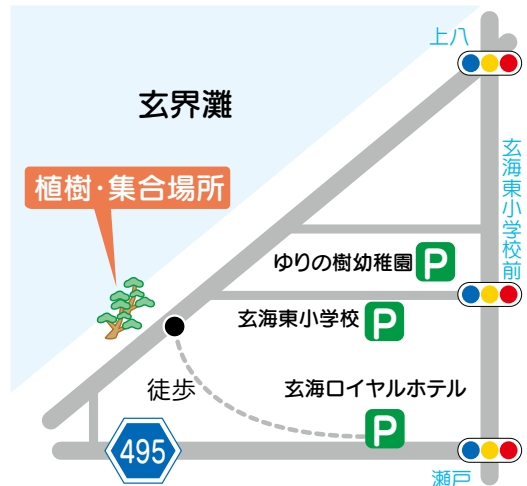 上八
玄界灘
植樹・集合場所
玄海東小学校前
ゆりの樹幼稚園 P
玄海東小学校 P
徒歩
玄海ロイヤルホテル
P
495
瀬戸